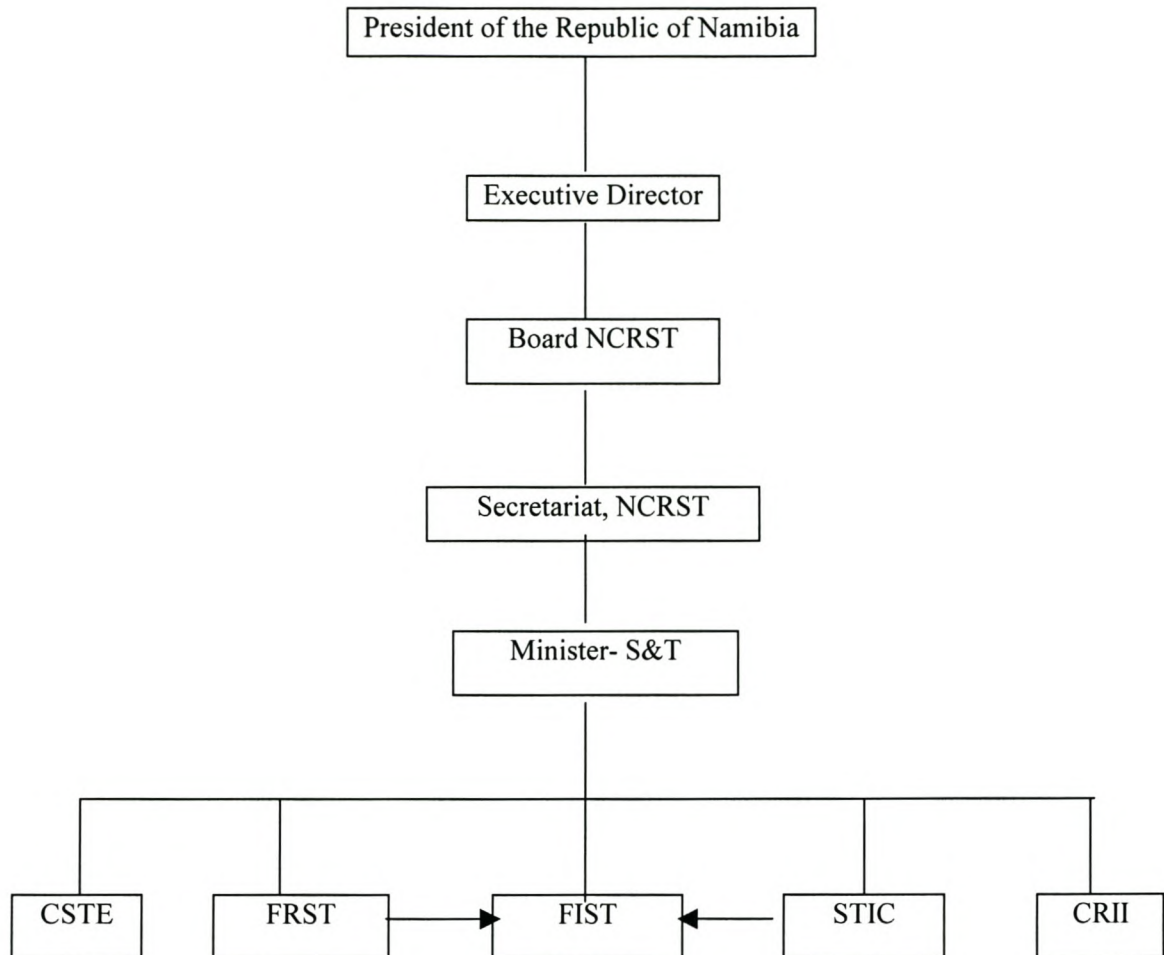 President of the Republic of Namibia
Executive Director
Board NCRST
Secretariat, NCRST
Minister- S&T
CSTE
FRST
FIST
STIC
CRII